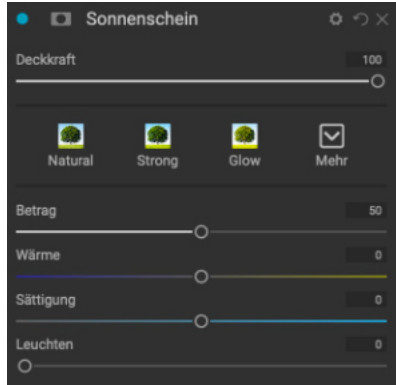 Sonnenschein
Deckkraft 100
Natural Strong Glow Mehr
Betrag 50
Wärme 0
Sättigung 0
Leuchten 0